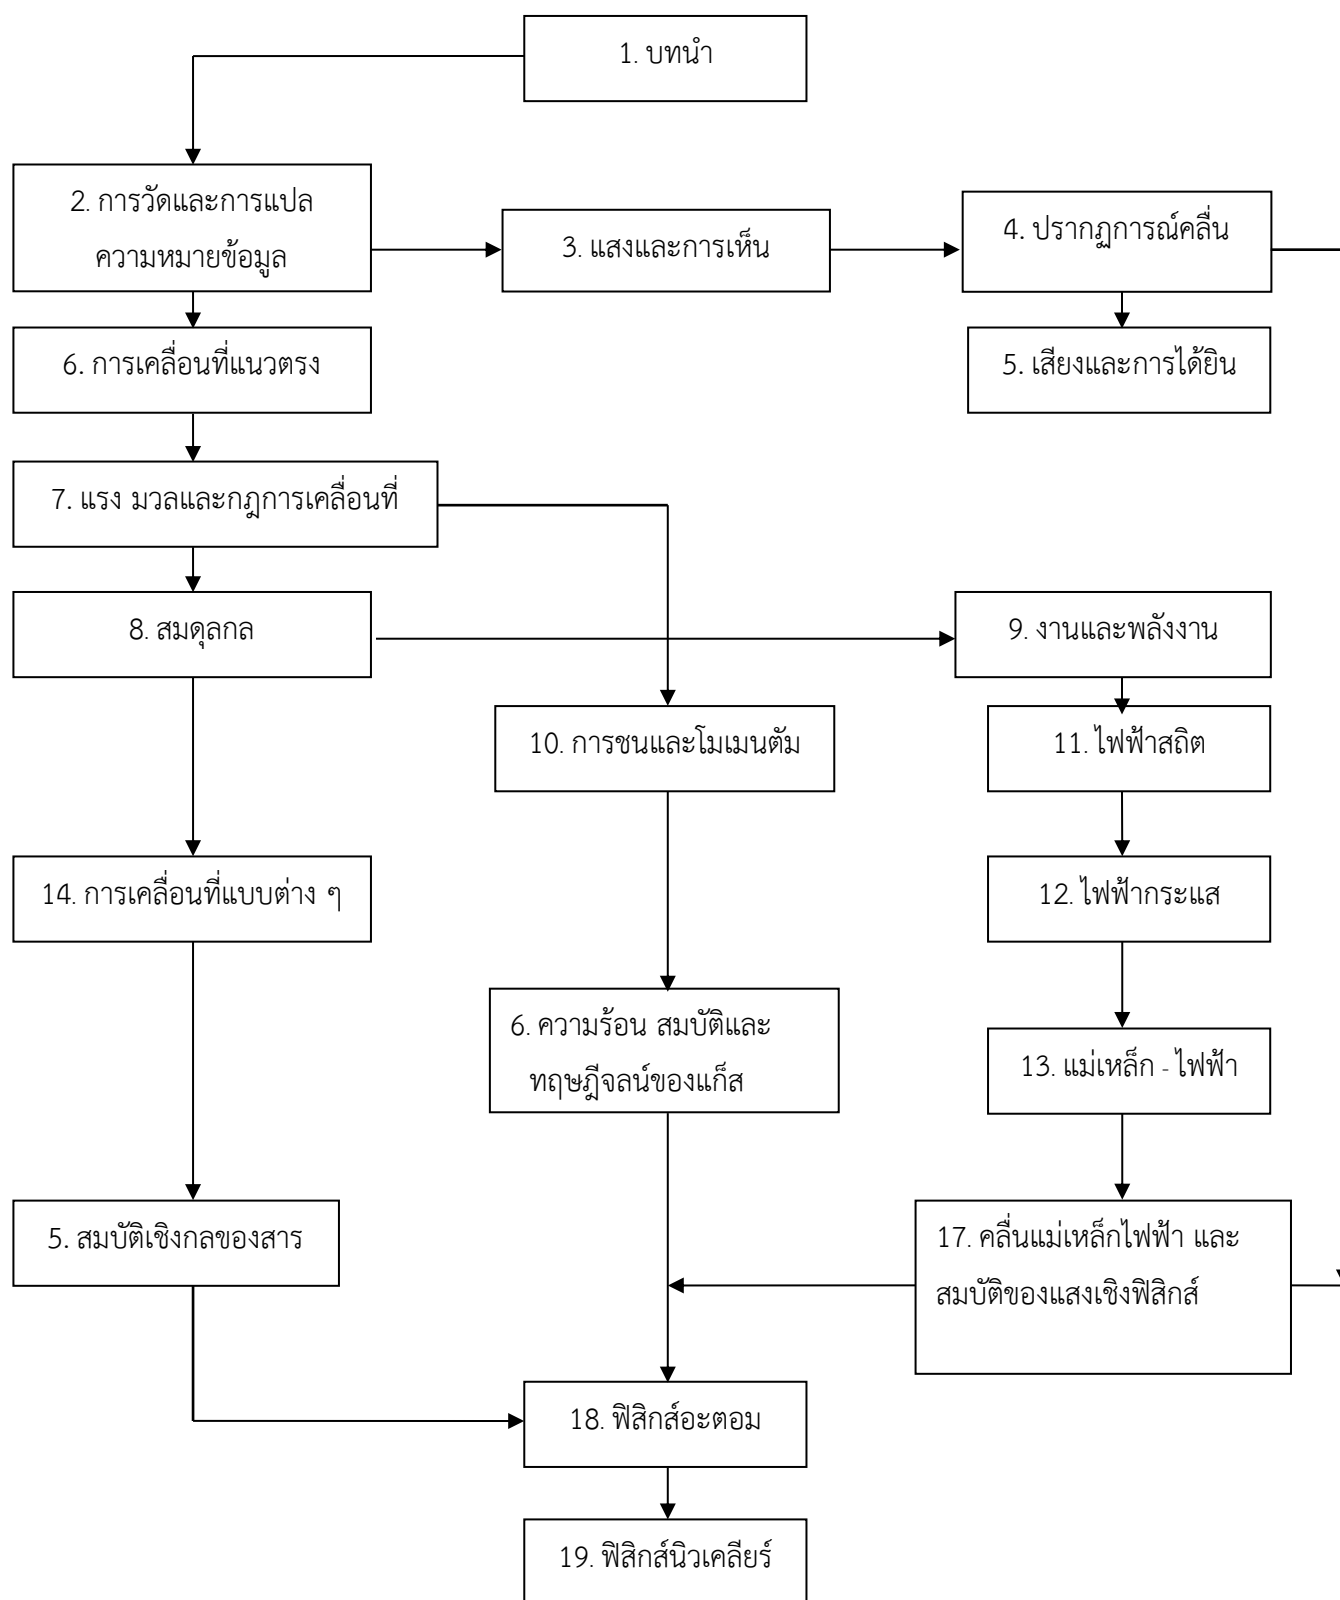 1. บทนำ
2. การวัดและการแปล
ความหมายข้อมูล
3. แสงและการเห็น
4. ปรากฏการณ์คลื่น
6. การเคลื่อนที่แนวตรง
5. เสียงและการได้ยิน
7. แรง มวลและกฎการเคลื่อนที่
8. สมดุลกล
9. งานและพลังงาน
10. การชนและโมเมนตัม
11. ไฟฟ้าสถิต
14. การเคลื่อนที่แบบต่าง ๆ
12. ไฟฟ้ากระแส
6. ความร้อน สมบัติและ
ทฤษฎีจลน์ของแก็ส
13. แม่เหล็ก - ไฟฟ้า
5. สมบัติเชิงกลของสาร
17. คลื่นแม่เหล็กไฟฟ้า และ
สมบัติของแสงเชิงฟิสิกส์
18. ฟิสิกส์อะตอม
19. ฟิสิกส์นิวเคลียร์